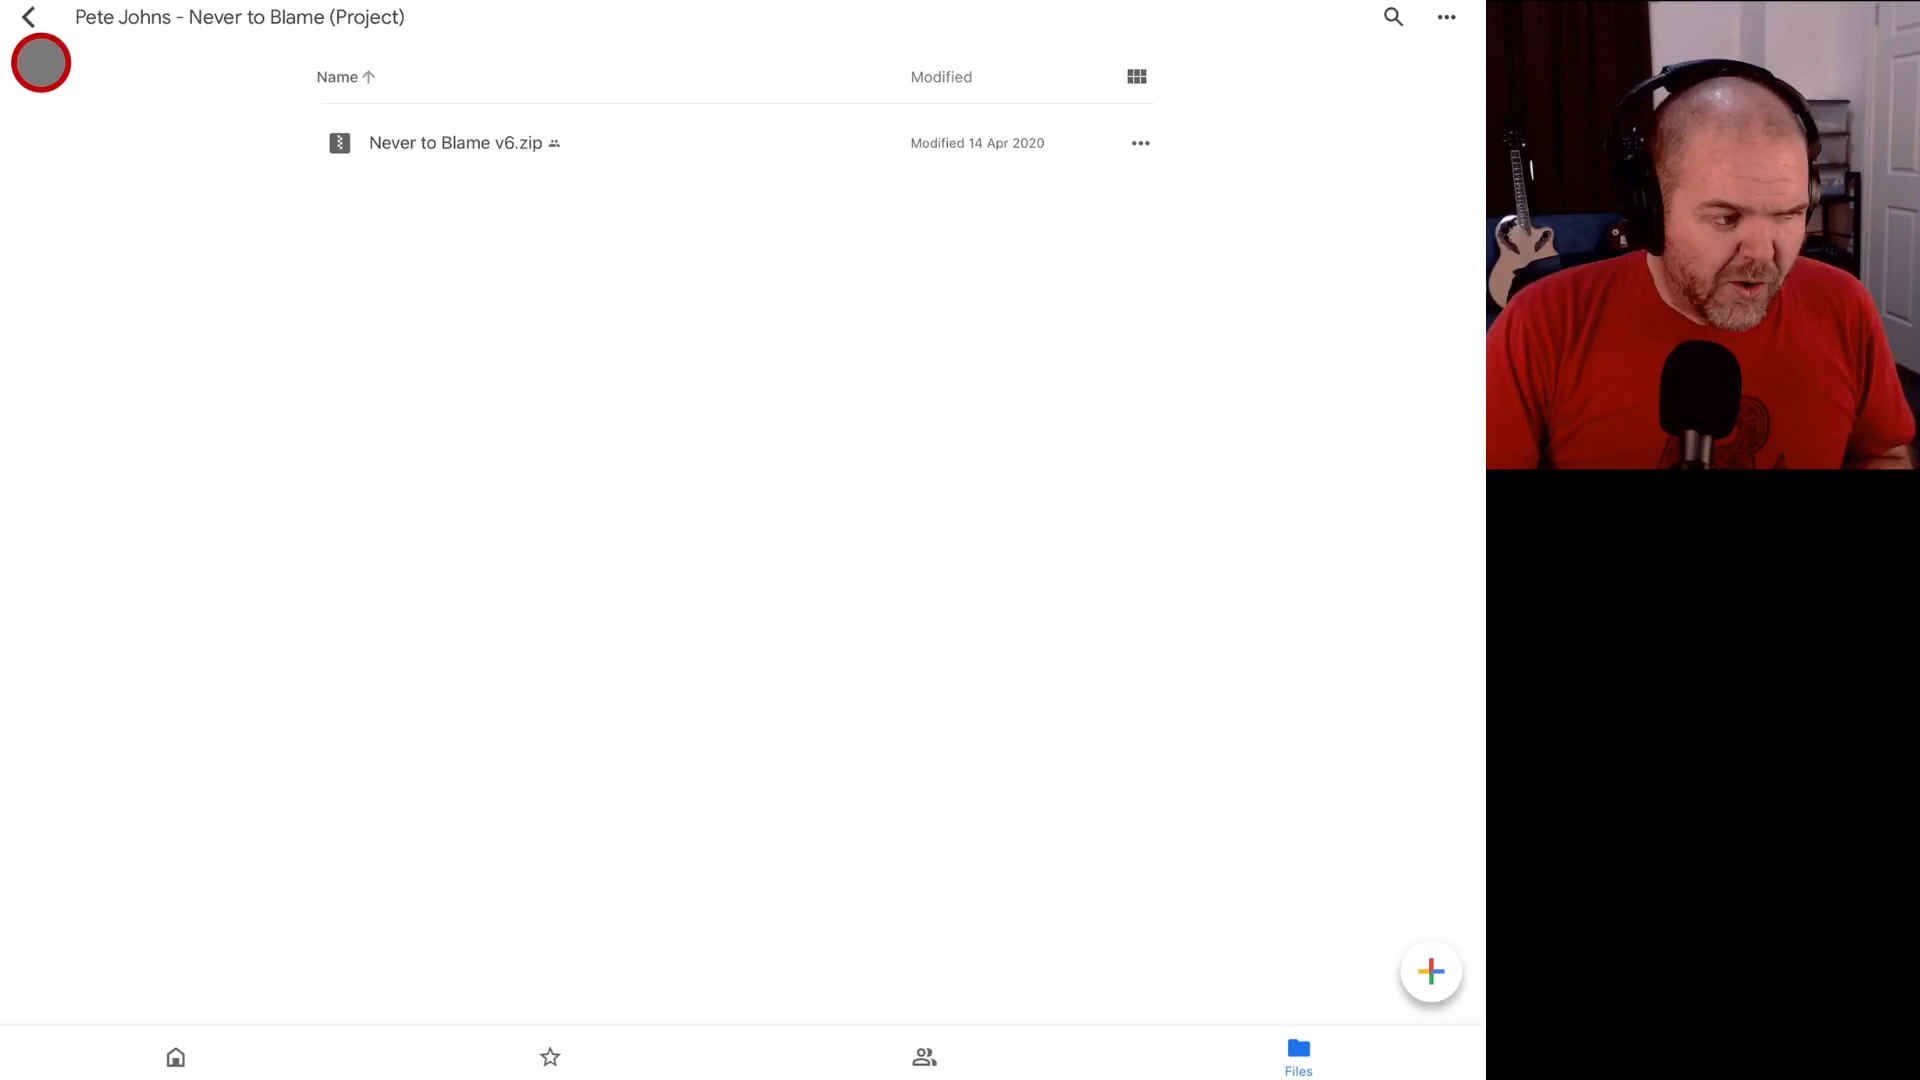 Pete Johns - Never to Blame (Project)
Name
Modified
Never to Blame v6.zip
Modified 14 Apr 2020
Files